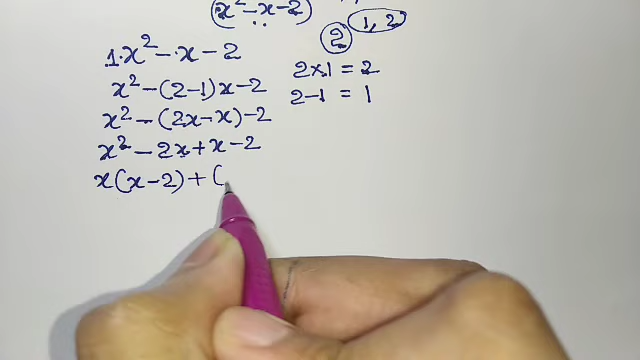 (x² - x - 2)
2 1, 2
1·x² - ·x - 2
2×1 = 2
x² - (2-1)x - 2
2-1 = 1
x² - (2x - x) - 2
x² - 2x + x - 2
x(x-2) + (